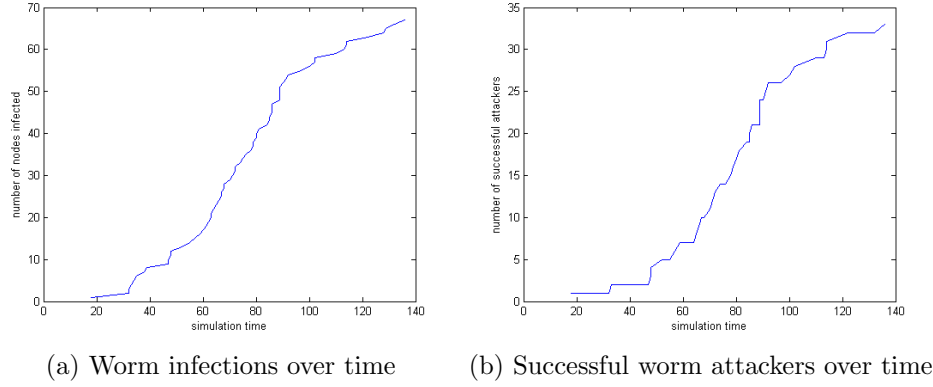 70
60
50
40
30
20
10
0
number of nodes infected
0 20 40 60 80 100 120 140
simulation time
(a) Worm infections over time
35
30
25
20
15
10
5
0
number of successful attackers
0 20 40 60 80 100 120 140
simulation time
(b) Successful worm attackers over time